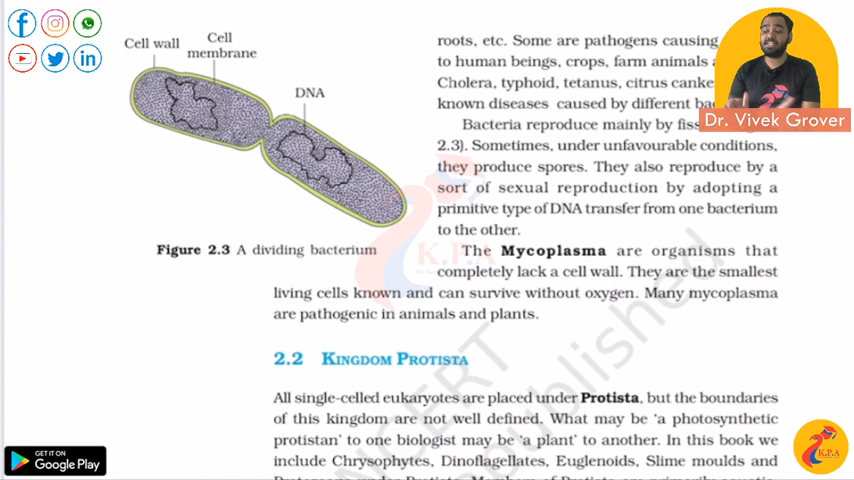 Cell wall
Cell
membrane
DNA
Figure 2.3 A dividing bacterium
roots, etc. Some are pathogens causing
to human beings, crops, farm animals
Cholera, typhoid, tetanus, citrus
known diseases caused by different
Bacteria reproduce mainly by
2.3). Sometimes, under unfavourable conditions,
they produce spores. They also reproduce by a
sort of sexual reproduction by adopting a
primitive type of DNA transfer from one bacterium
to the other.
The Mycoplasma are organisms that
completely lack a cell wall. They are the smallest
living cells known and can survive without oxygen. Many mycoplasma
are pathogenic in animals and plants.
2.2 KINGDOM PROTISTA
All single-celled eukaryotes are placed under Protista, but the boundaries
of this kingdom are not well defined. What may be 'a photosynthetic
protistan' to one biologist may be 'a plant' to another. In this book we
include Chrysophytes, Dinoflagellates, Euglenoids, Slime moulds and
Dr. Vivek Grover
K.P.A
NCERT
published
GET IT ON
Google Play
K.P.A